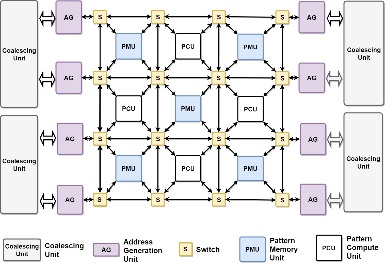 AG S S S S AG
Coalescing Unit
PMU PCU PMU
Coalescing Unit
AG S S S S AG
PCU PMU PCU
AG S S S S AG
Coalescing Unit
PMU PCU PMU
Coalescing Unit
AG S S S S AG
Coalescing Unit
Coalescing Unit
AG
Address Generation Unit
S
Switch
PMU
Pattern Memory Unit
PCU
Pattern Compute Unit